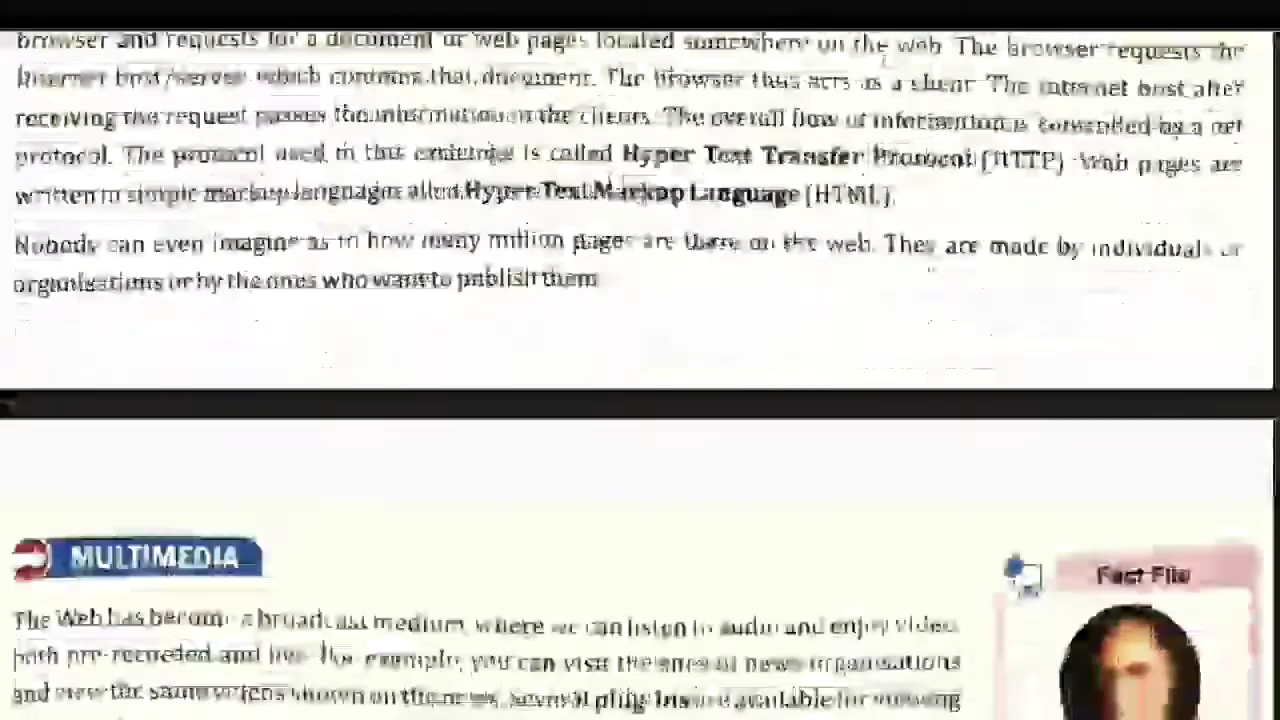 browser and requests for a document or web pages located somewhere on the web. The browser requests the
Internet host/server which contains that document. The browser thus acts as a client. The internet host after
receiving the request passes the information to the clients. The overall flow of information is controlled by a net
protocol. The protocol used in this exchange is called Hyper Text Transfer Protocol (HTTP). Web pages are
written in simple markup languages called Hyper Text Markup Language (HTML).
Nobody can even imagine as to how many million pages are there on the web. They are made by individuals or
organisations or by the ones who want to publish them
MULTIMEDIA
Fact File
The Web has become a broadcast medium, where we can listen to audio and enjoy video,
both pre-recorded and live. For example, you can visit the sites of news organisations
and view the same videos shown on the news. Several plug-ins are available for viewing